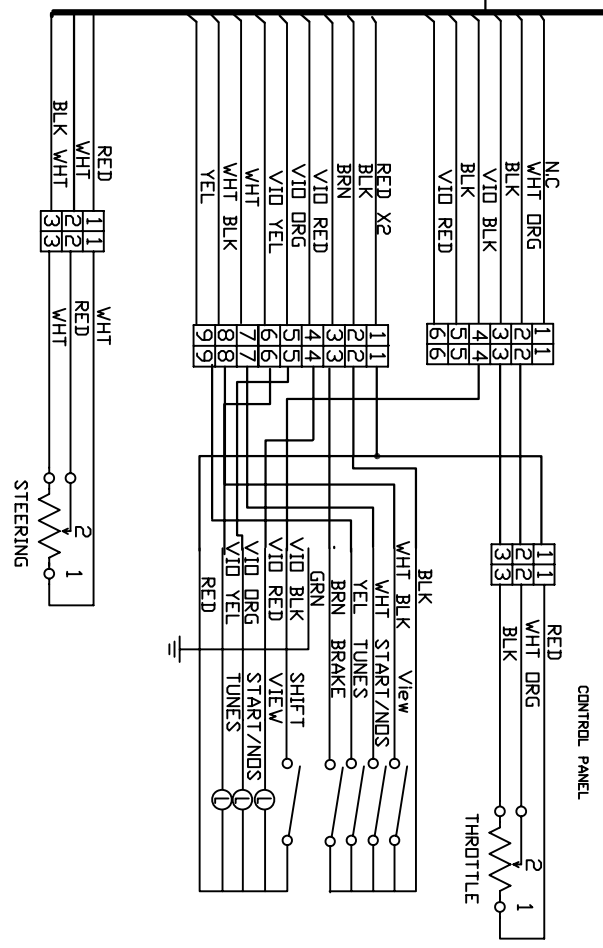 N.C
WHT ORG
BLK
VIO BLK
BLK
VIO RED
RED X2
BLK
BRN
VIO RED
VIO ORG
VIO YEL
WHT
WHT BLK
YEL
RED
WHT
BLK WHT
1 1
2 2
3 3
4 4
5 5
6 6
1 1
2 2
3 3
4 4
5 5
6 6
7 7
8 8
9 9
1 1
2 2
3 3
WHT
RED
WHT
2
1
STEERING
1 1
2 2
3 3
RED
WHT ORG
BLK
CONTROL PANEL
2
1
THROTTLE
BLK
WHT BLK View
WHT START/NOS
YEL TUNES
BRN BRAKE
GRN
VIO BLK SHIFT
VIO RED VIEW
VIO ORG START/NOS
VIO YEL TUNES
RED
L
L
L